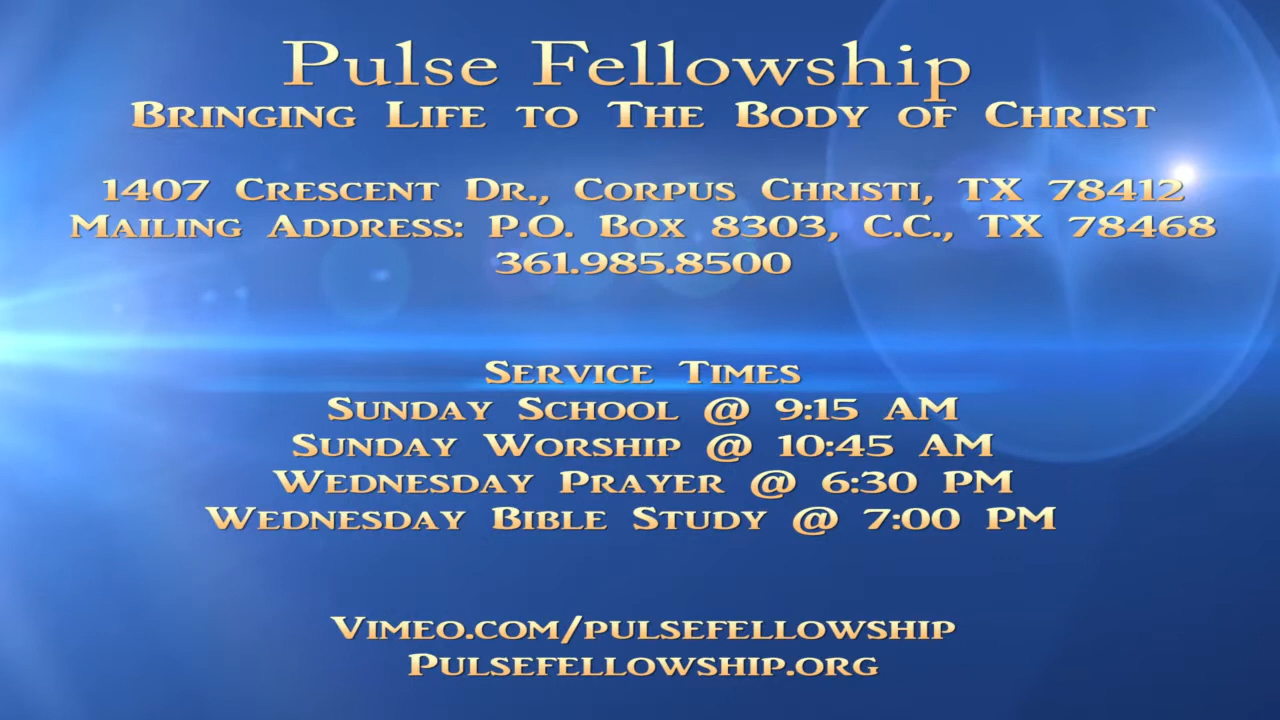 Pulse Fellowship
Bringing Life to The Body of Christ
1407 Crescent Dr., Corpus Christi, TX 78412
Mailing Address: P.O. Box 8303, C.C., TX 78468
361.985.8500
Service Times
Sunday School @ 9:15 AM
Sunday Worship @ 10:45 AM
Wednesday Prayer @ 6:30 PM
Wednesday Bible Study @ 7:00 PM
Vimeo.com/pulsefellowship
Pulsefellowship.org